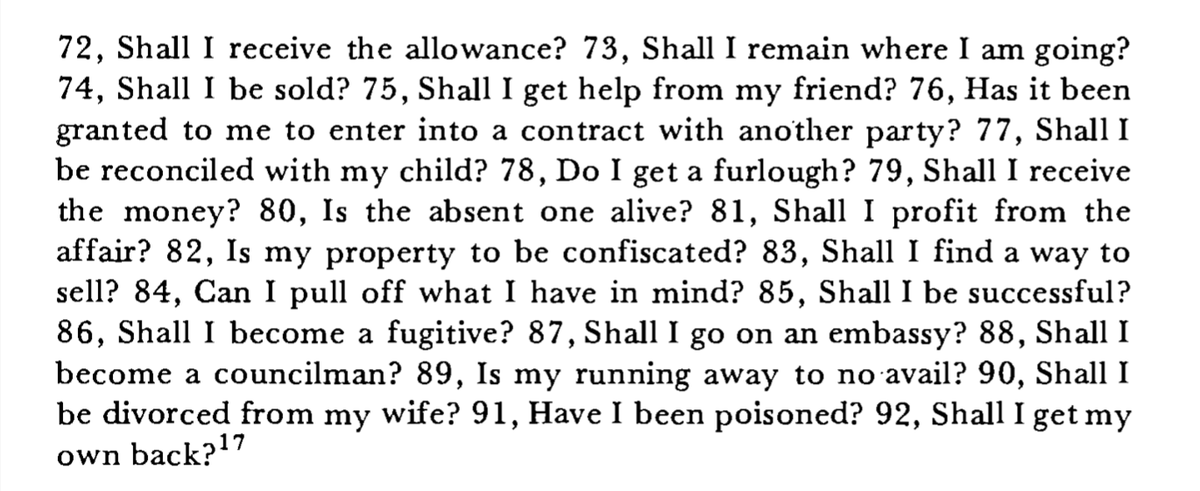 72, Shall I receive the allowance? 73, Shall I remain where I am going?
74, Shall I be sold? 75, Shall I get help from my friend? 76, Has it been
granted to me to enter into a contract with another party? 77, Shall I
be reconciled with my child? 78, Do I get a furlough? 79, Shall I receive
the money? 80, Is the absent one alive? 81, Shall I profit from the
affair? 82, Is my property to be confiscated? 83, Shall I find a way to
sell? 84, Can I pull off what I have in mind? 85, Shall I be successful?
86, Shall I become a fugitive? 87, Shall I go on an embassy? 88, Shall I
become a councilman? 89, Is my running away to no avail? 90, Shall I
be divorced from my wife? 91, Have I been poisoned? 92, Shall I get my
own back?17